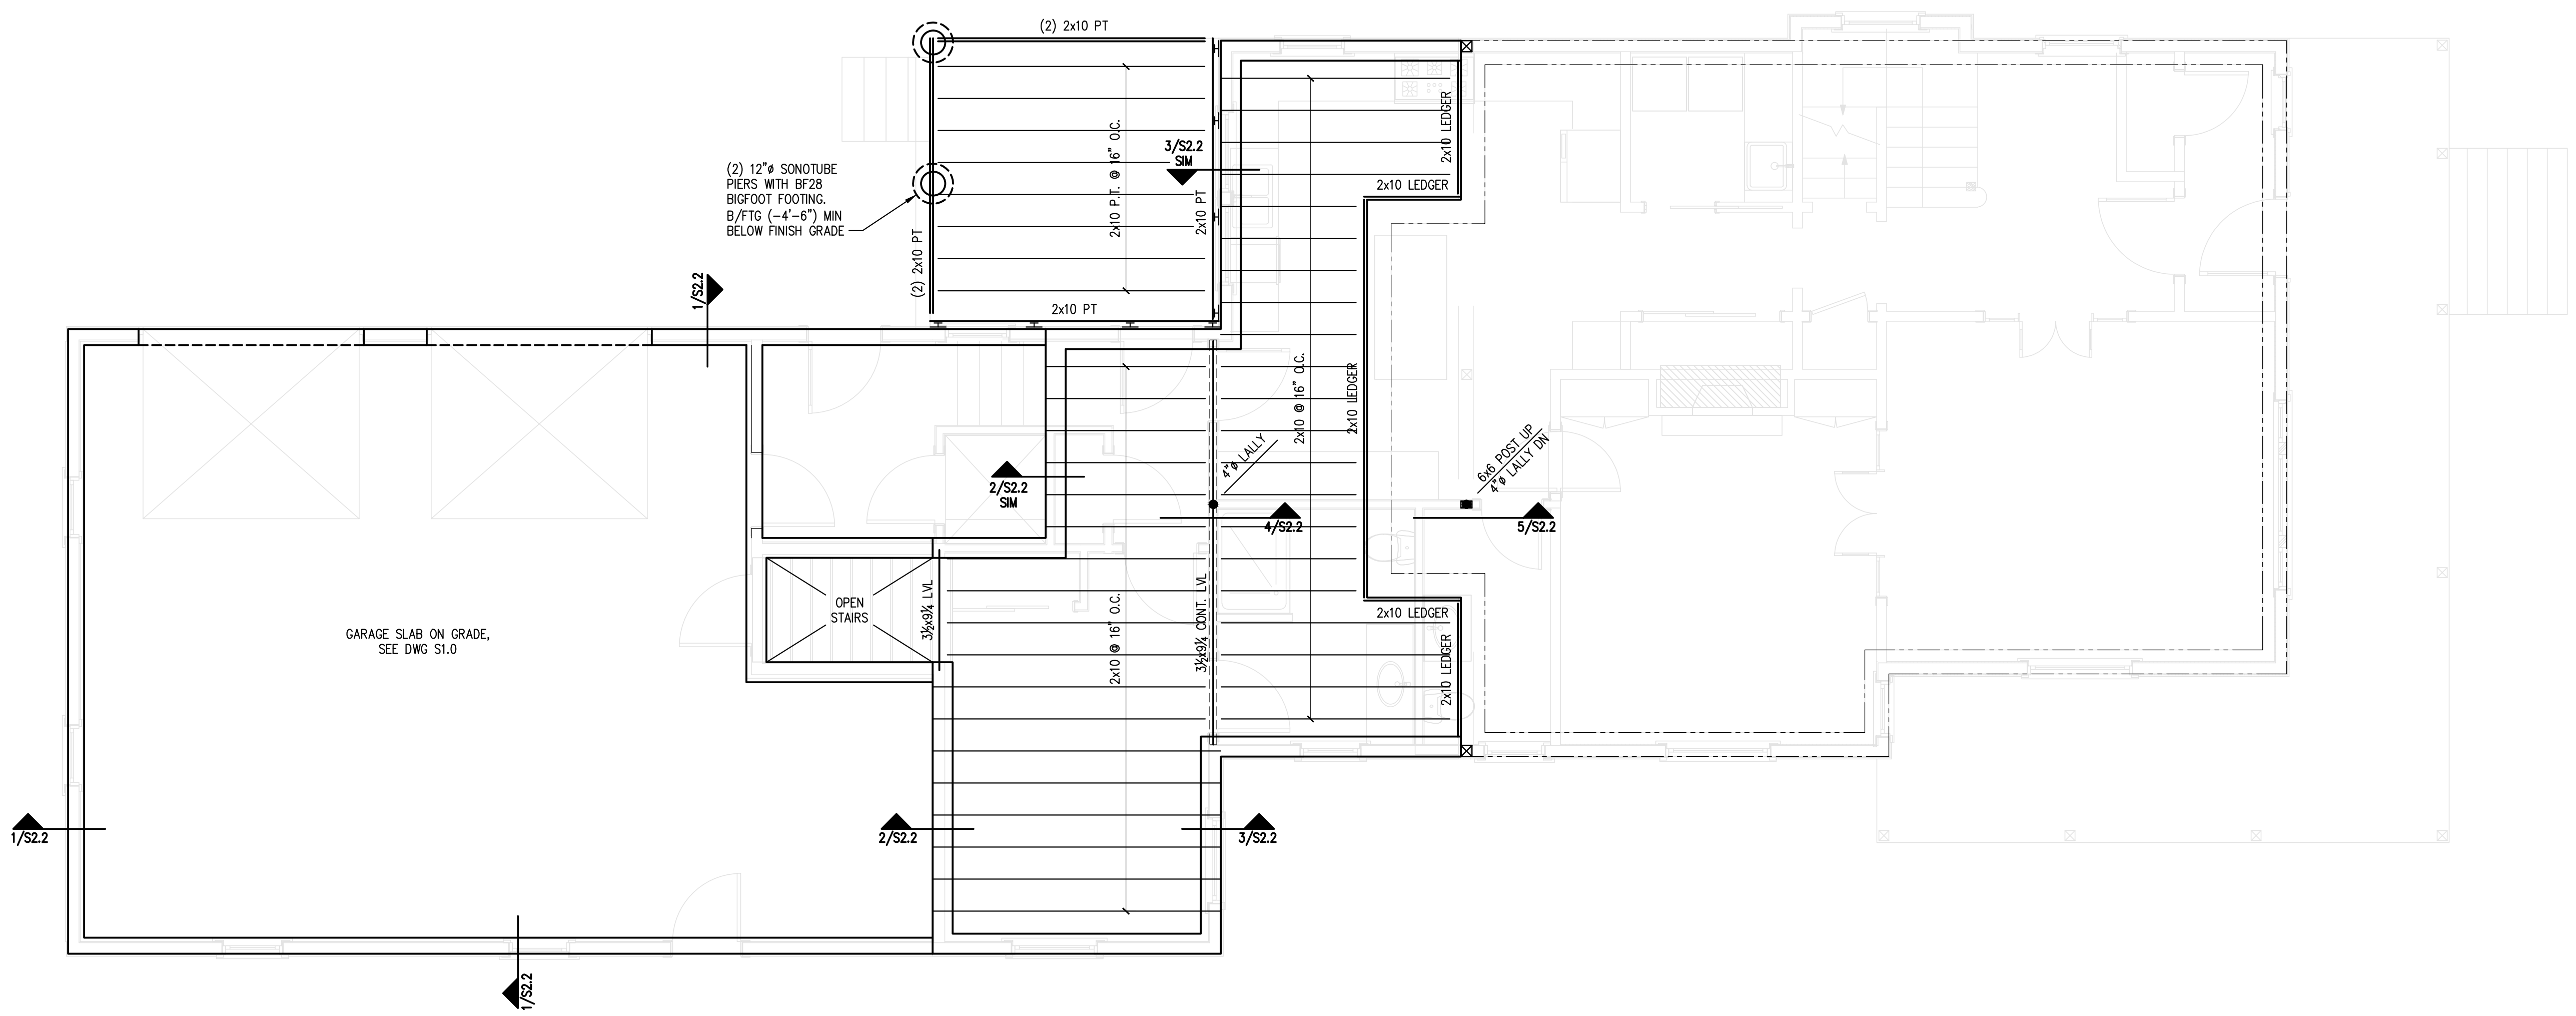 (2) 2x10 PT
3/S2.2
SIM
2x10 P.T. @ 16" O.C.
2x10 PT
2x10 LEDGER
2x10 LEDGER
(2) 12"ø SONOTUBE
PIERS WITH BF28
BIGFOOT FOOTING.
B/FTG (-4'-6") MIN
BELOW FINISH GRADE
(2) 2x10 PT
1/S2.2
2x10 PT
2x10 @ 16" O.C.
2x10 LEDGER
4"ø LALLY
6x6 POST UP
4"ø LALLY DN
2/S2.2
SIM
4/S2.2
5/S2.2
OPEN
STAIRS
3½x9¼ LVL
2x10 @ 16" O.C.
3½x9¼ CONT. LVL
2x10 LEDGER
2x10 LEDGER
GARAGE SLAB ON GRADE,
SEE DWG S1.0
1/S2.2
2/S2.2
3/S2.2
1/S2.2